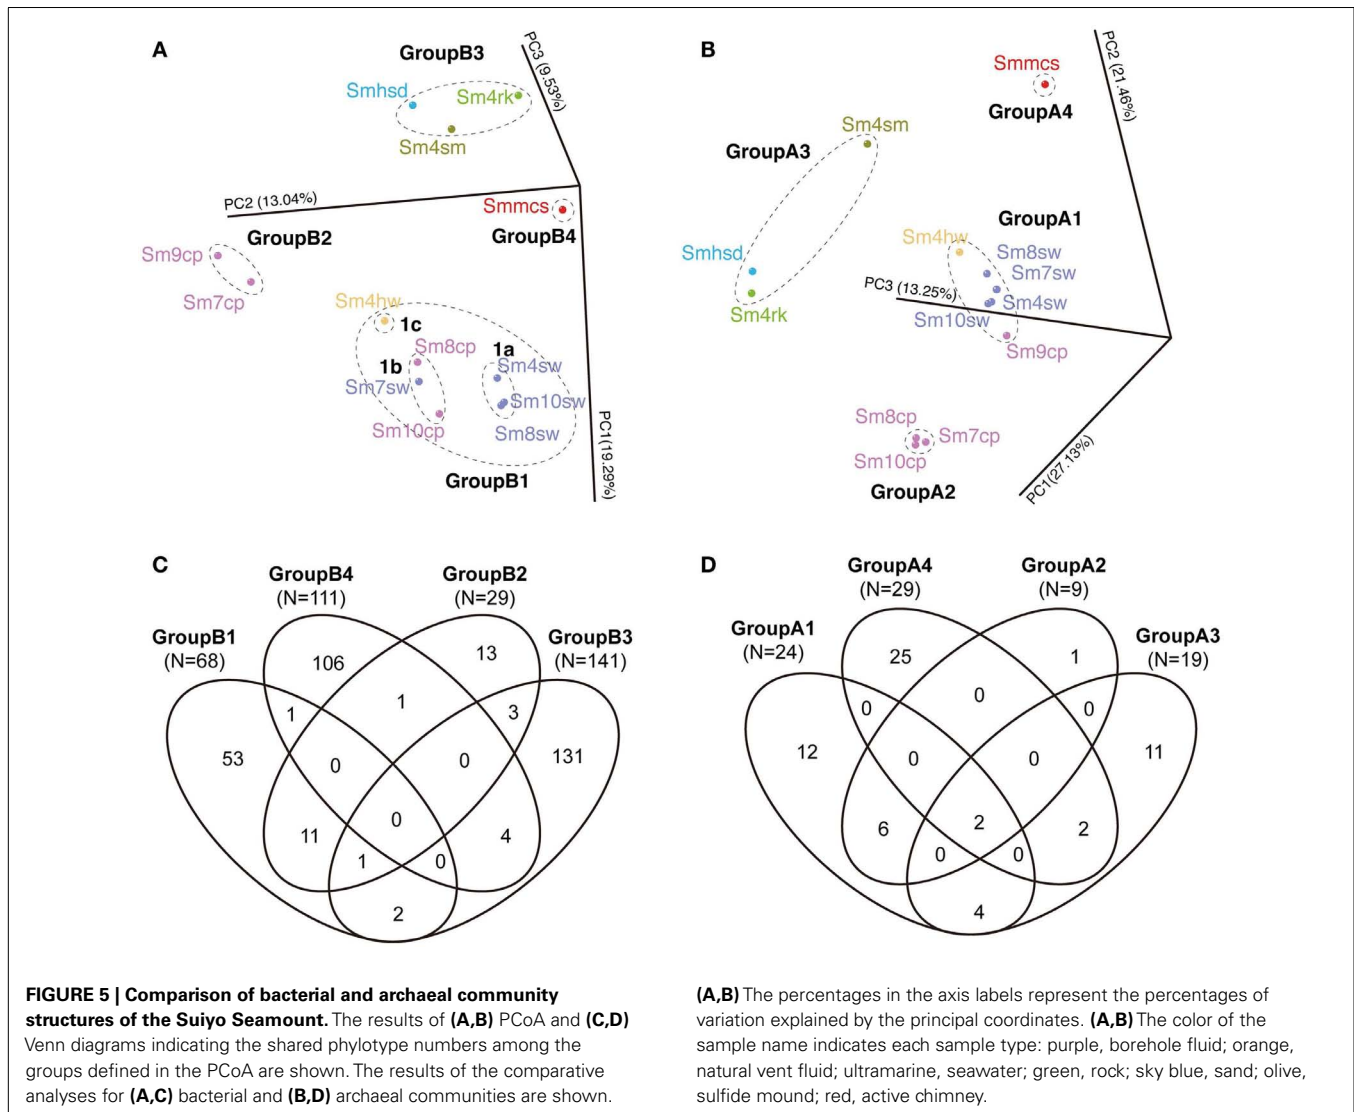 A
GroupB3
PC3 (9.53%)
Smhsd
Sm4rk
Sm4sm
PC2 (13.04%)
GroupB2
Smmcs
GroupB4
Sm9cp
Sm7cp
Sm4hw
1c
Sm8cp
1a
1b
Sm4sw
Sm7sw
Sm10sw
Sm10cp
Sm8sw
GroupB1
PC1(19.29%)
B
Smmcs
GroupA4
PC2 (21.46%)
Sm4sm
GroupA3
GroupA1
Sm4hw
Sm8sw
Smhsd
Sm7sw
PC3 (13.25%)
Sm4sw
Sm4rk
Sm10sw
Sm9cp
Sm8cp
Sm7cp
Sm10cp
GroupA2
PC1(27.13%)
C
GroupB4
(N=111)
GroupB2
(N=29)
GroupB1
(N=68)
GroupB3
(N=141)
106
13
1
1
3
53
0
0
131
11
0
4
1
0
2
D
GroupA4
(N=29)
GroupA2
(N=9)
GroupA1
(N=24)
GroupA3
(N=19)
25
1
0
0
0
12
0
0
11
6
2
2
0
0
4
FIGURE 5 | Comparison of bacterial and archaeal community
structures of the Suiyo Seamount. The results of (A,B) PCoA and (C,D)
Venn diagrams indicating the shared phylotype numbers among the
groups defined in the PCoA are shown. The results of the comparative
analyses for (A,C) bacterial and (B,D) archaeal communities are shown.
(A,B) The percentages in the axis labels represent the percentages of
variation explained by the principal coordinates. (A,B) The color of the
sample name indicates each sample type: purple, borehole fluid; orange,
natural vent fluid; ultramarine, seawater; green, rock; sky blue, sand; olive,
sulfide mound; red, active chimney.